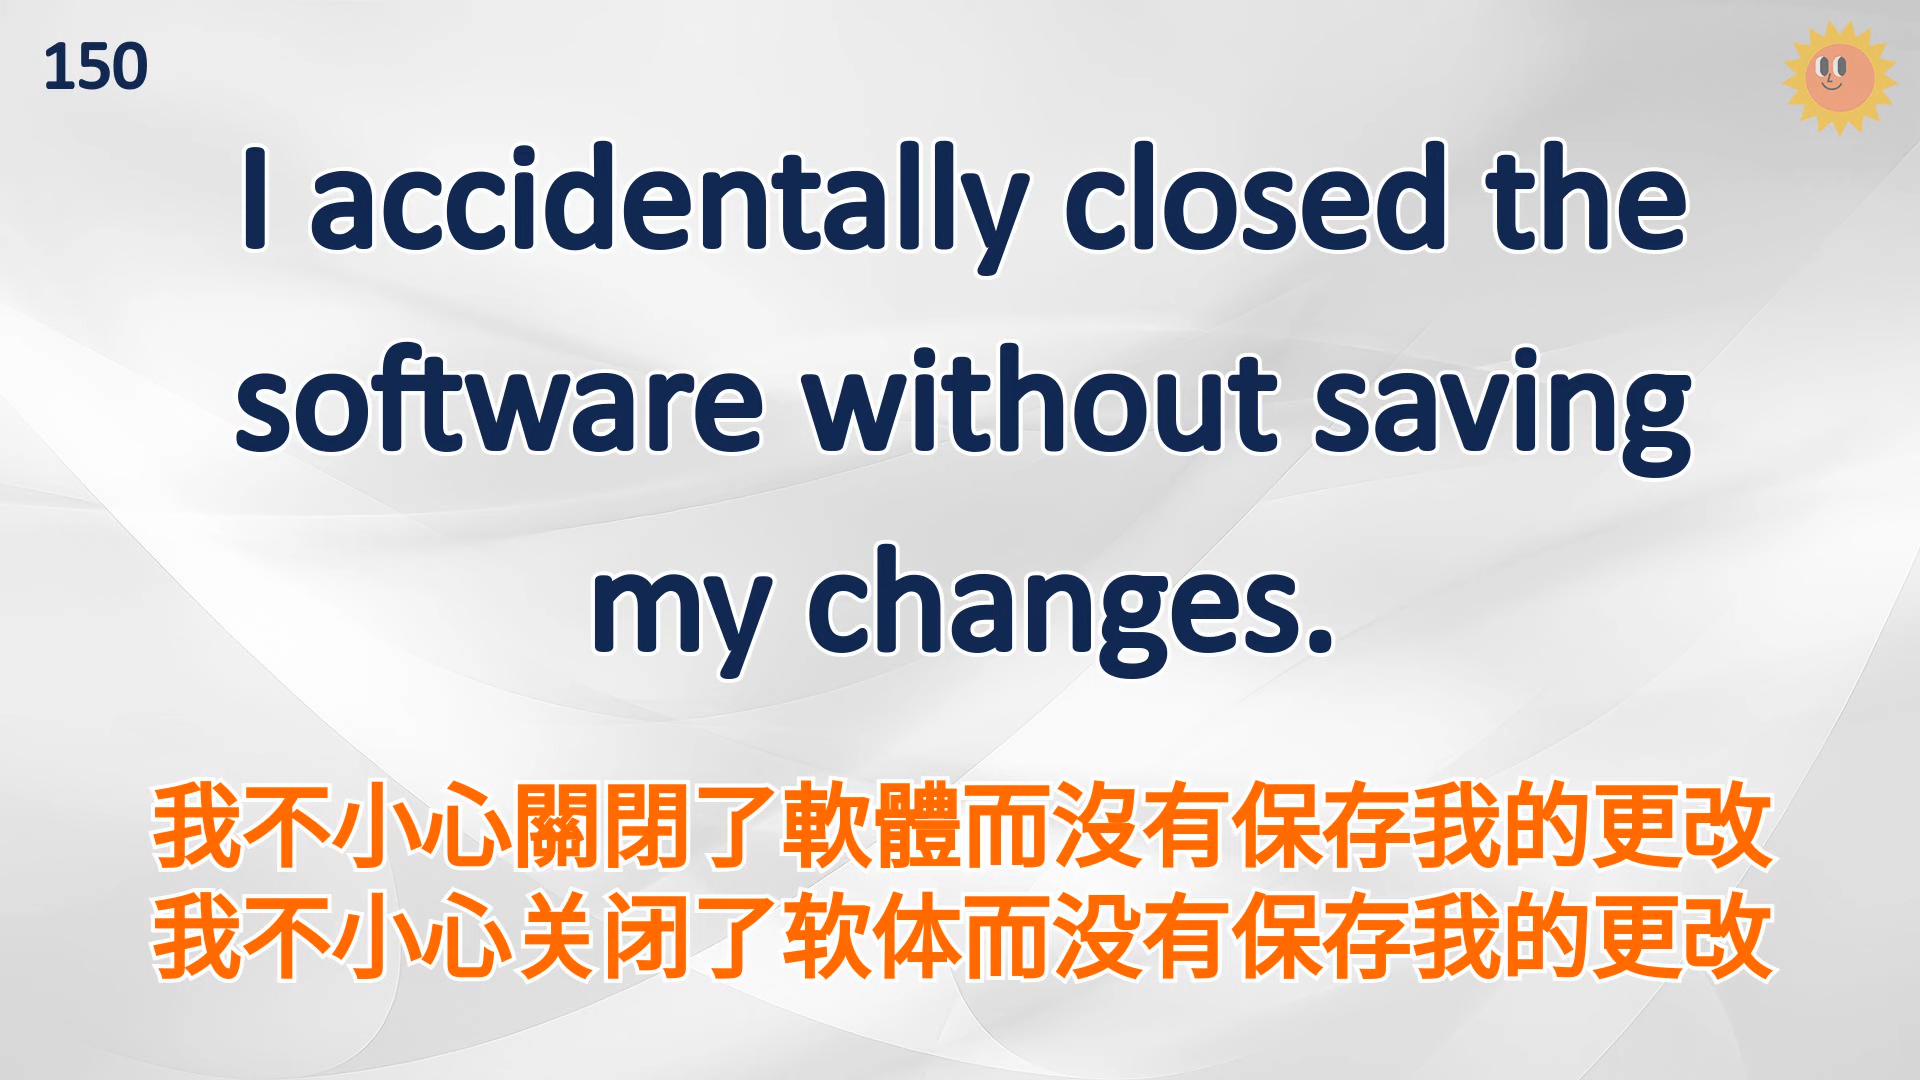 150
I accidentally closed the
software without saving
my changes.
我不小心關閉了軟體而沒有保存我的更改
我不小心关闭了软体而没有保存我的更改